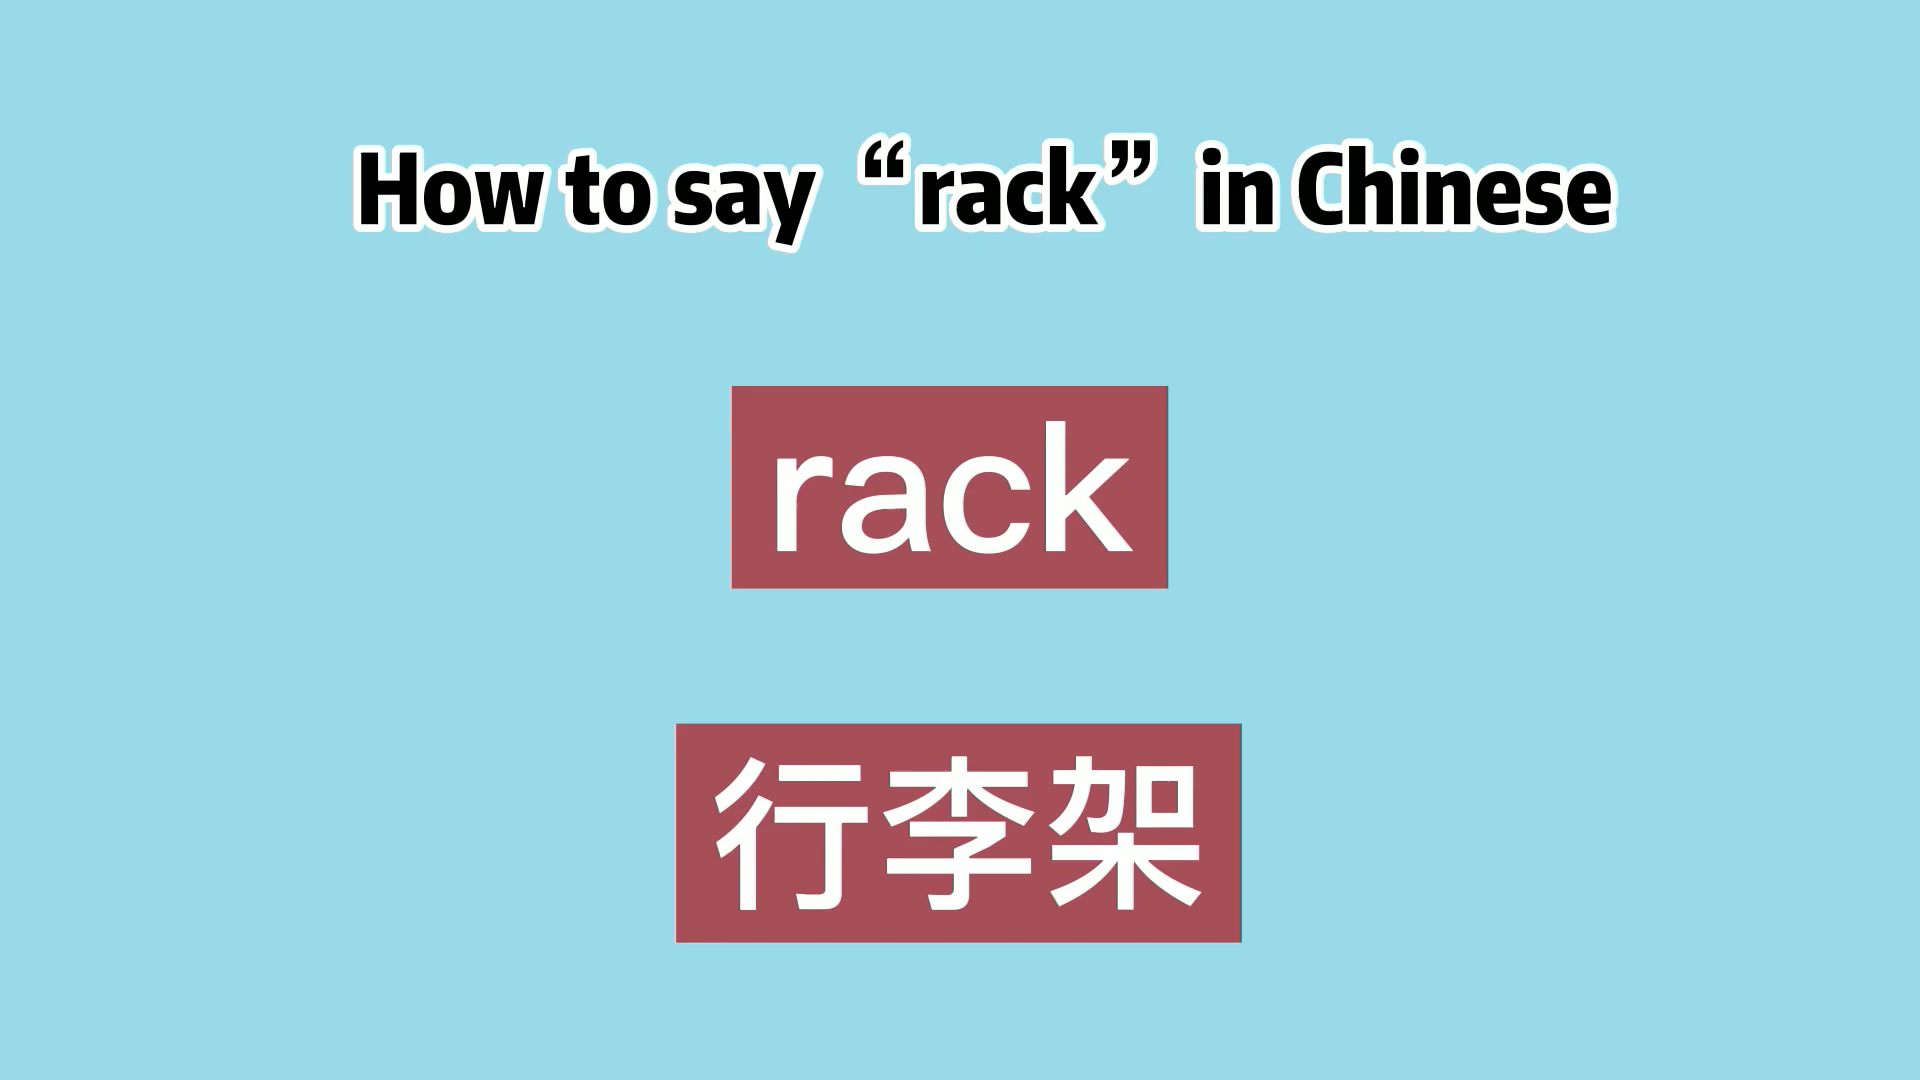 How to say “rack” in Chinese
rack
行李架